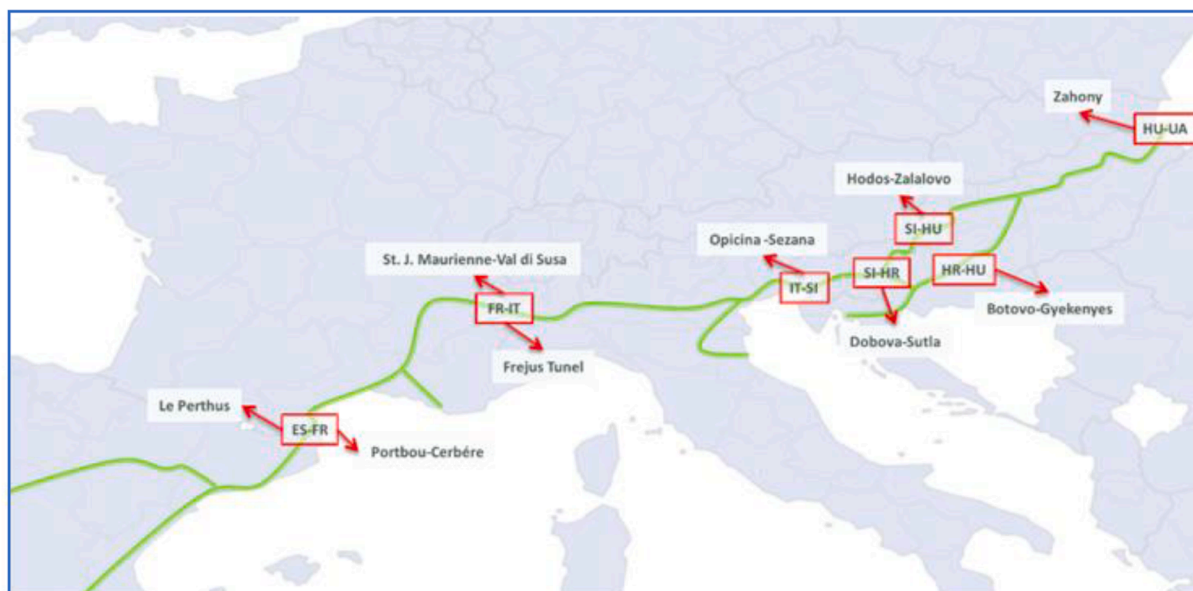 Zahony
HU-UA
Hodos-Zalalovo
SI-HU
Opicina -Sezana
St. J. Maurienne-Val di Susa
SI-HR
HR-HU
IT-SI
FR-IT
Botovo-Gyekenyes
Dobova-Sutla
Frejus Tunel
Le Perthus
ES-FR
Portbou-Cerbére